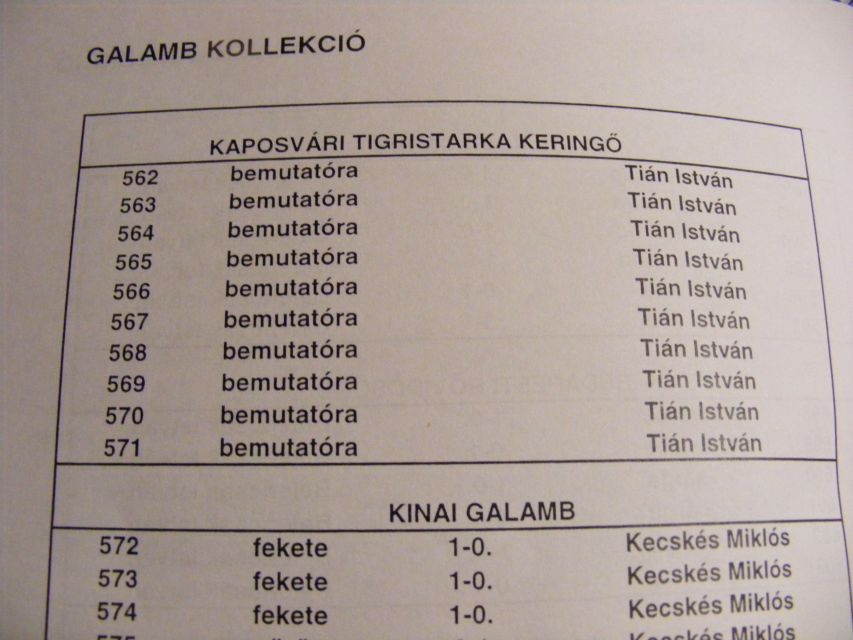 GALAMB KOLLEKCIÓ
KAPOSVÁRI TIGRISTARKA KERINGŐ
562 bemutatóra Tián István
563 bemutatóra Tián István
564 bemutatóra Tián István
565 bemutatóra Tián István
566 bemutatóra Tián István
567 bemutatóra Tián István
568 bemutatóra Tián István
569 bemutatóra Tián István
570 bemutatóra Tián István
571 bemutatóra Tián István
KINAI GALAMB
572 fekete 1-0. Kecskés Miklós
573 fekete 1-0. Kecskés Miklós
574 fekete 1-0. Kecskés Miklós
Kecskés Miklós